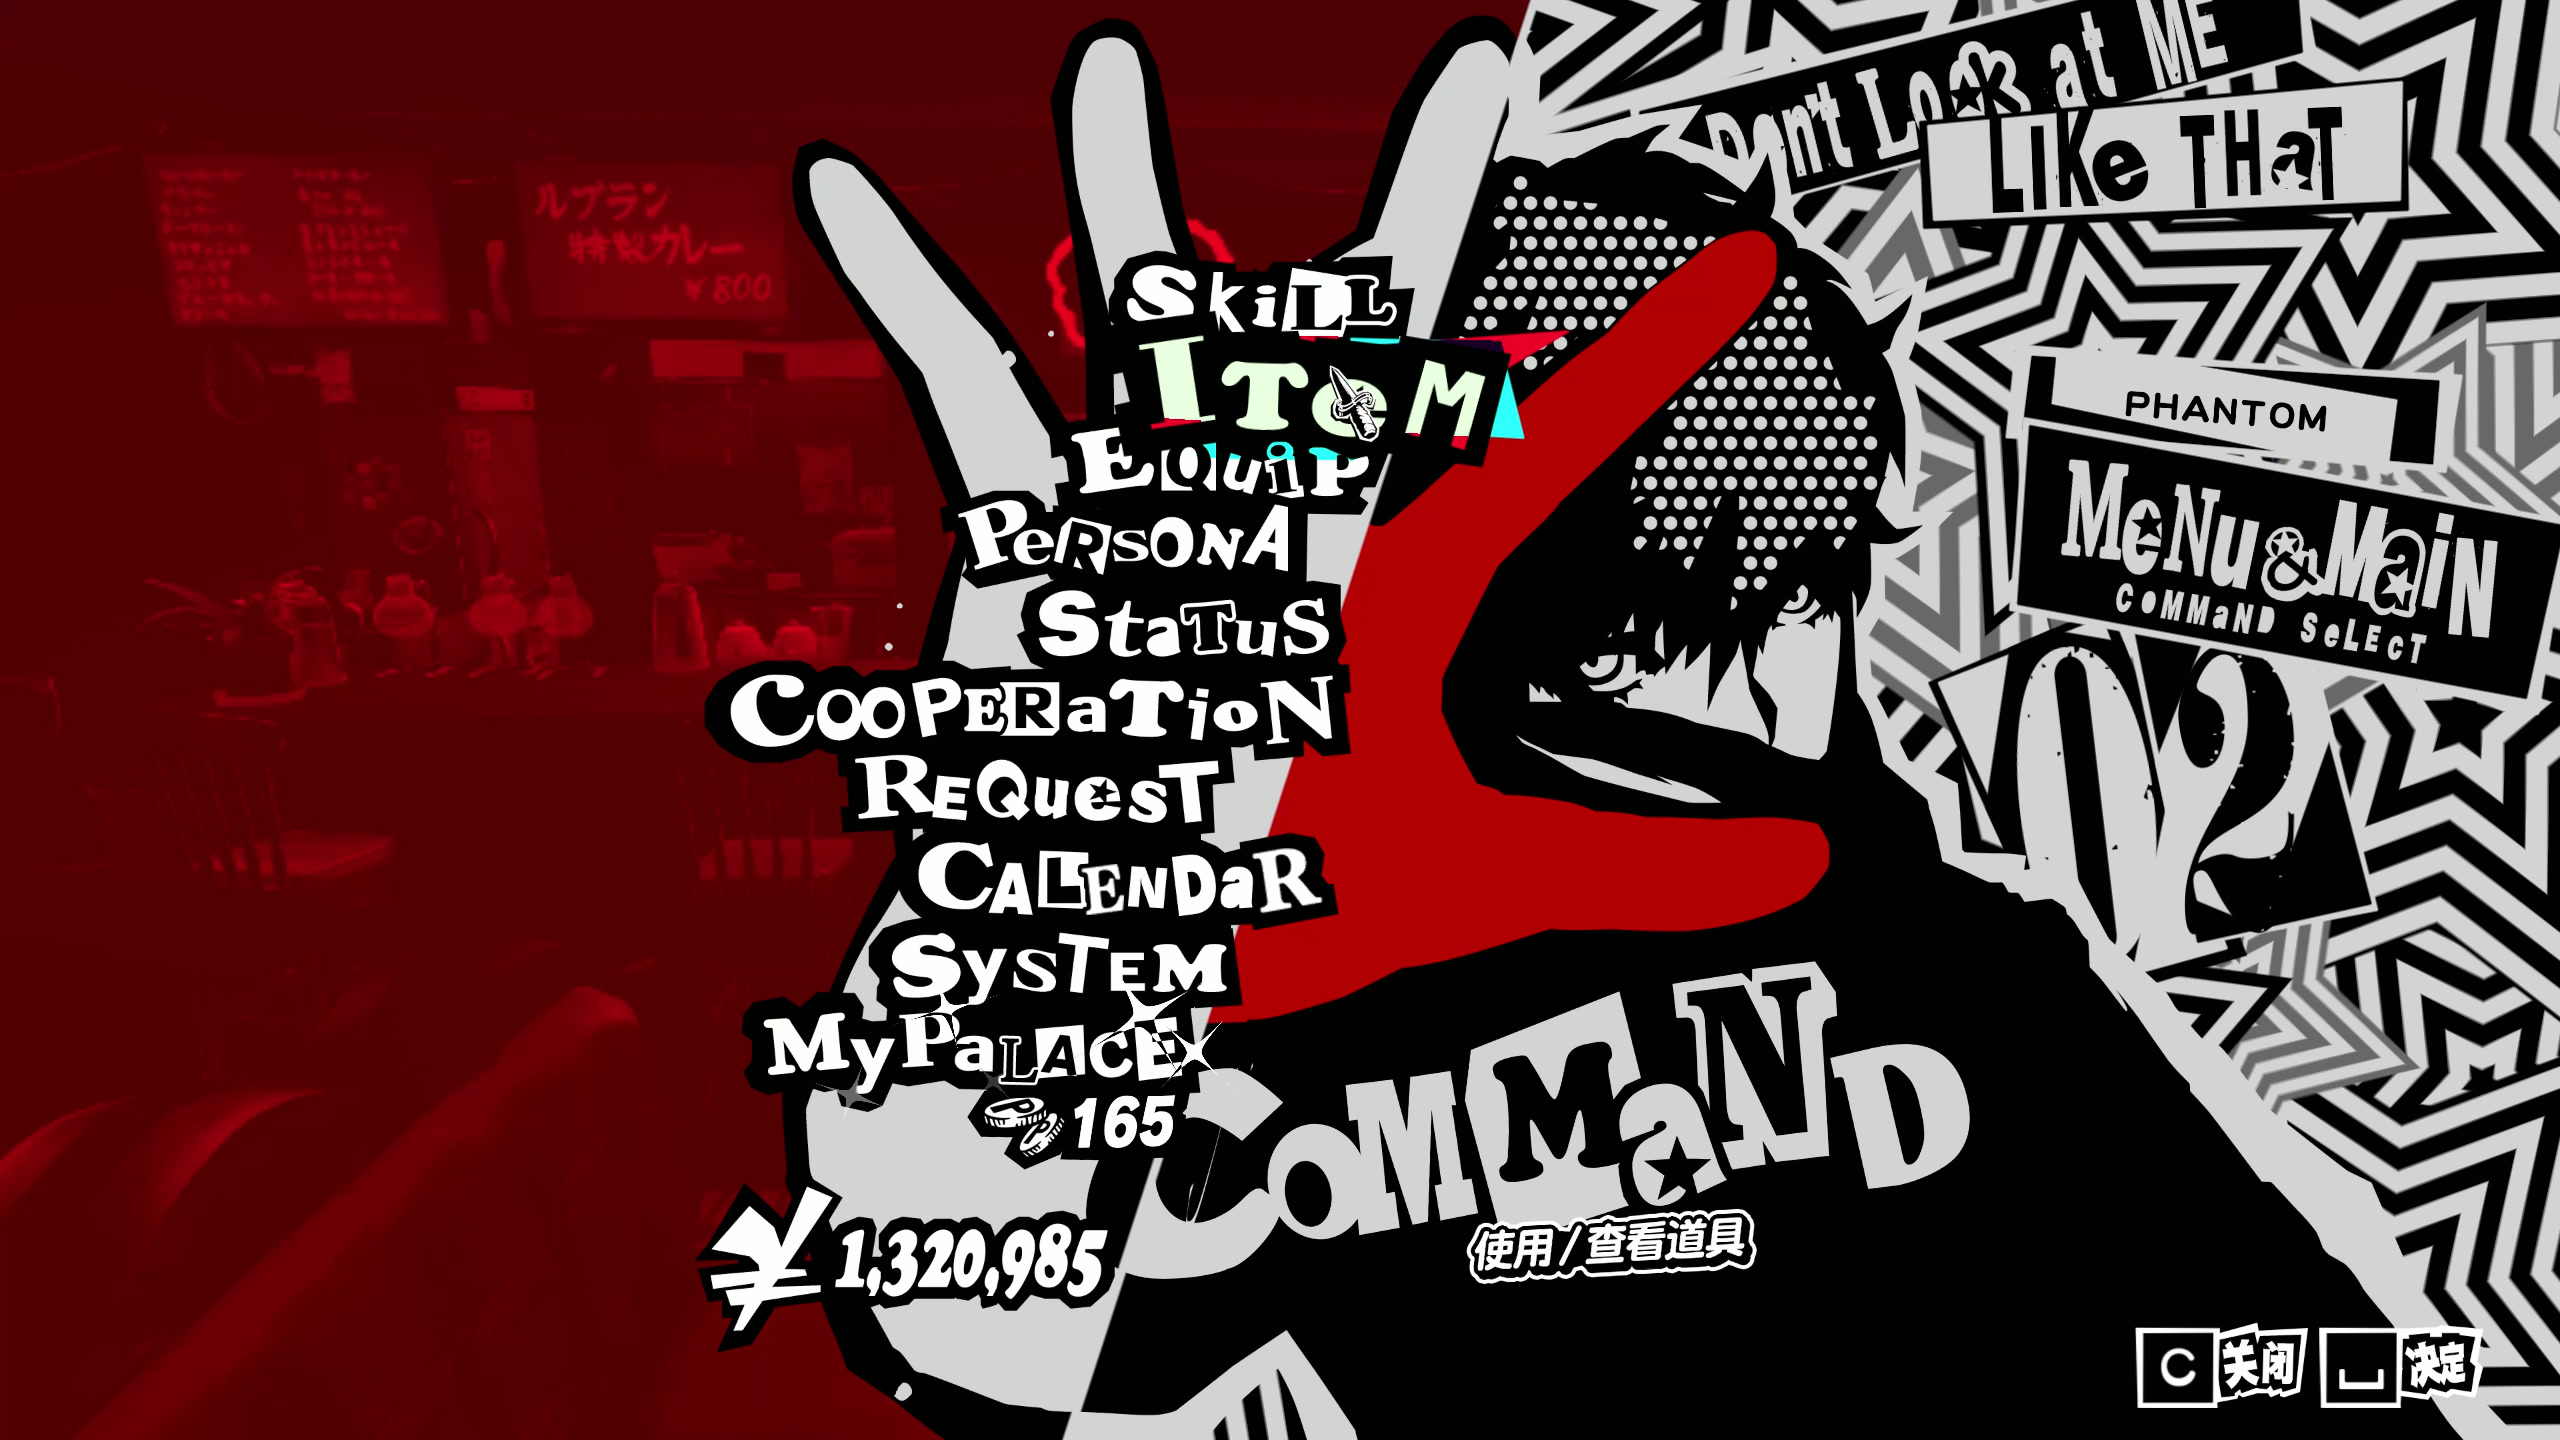 ルブラン
特製カレー
¥800
Don't Look at ME
LiKe THaT
PHANTOM
MeNu&MaiN
CoMMaND SeLecT
02
SkiLL
ITeM
EQuiP
PeRSONA
StaTuS
COOPERaTioN
REQuesT
CALENDaR
SySTEM
MyPaLACE
165
¥1,320,985
CoMMaND
使用/查看道具
C 关闭 決定